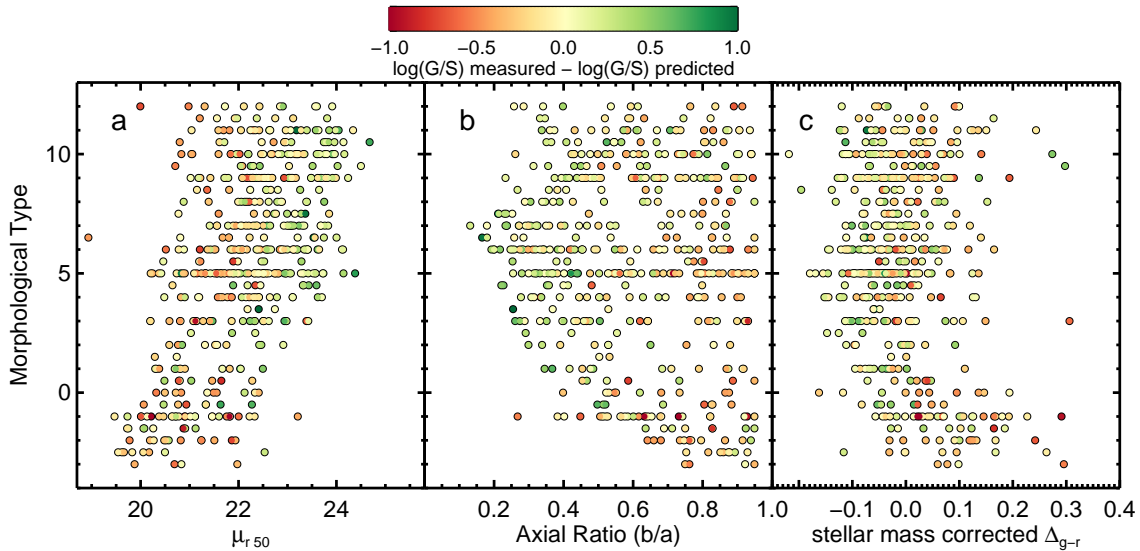 −1.0 −0.5 0.0 0.5 1.0
log(G/S) measured − log(G/S) predicted
a b c
Morphological Type
10
5
0
20 22 24
0.2 0.4 0.6 0.8 1.0
−0.1 0.0 0.1 0.2 0.3 0.4
μr 50
Axial Ratio (b/a)
stellar mass corrected Δg−r